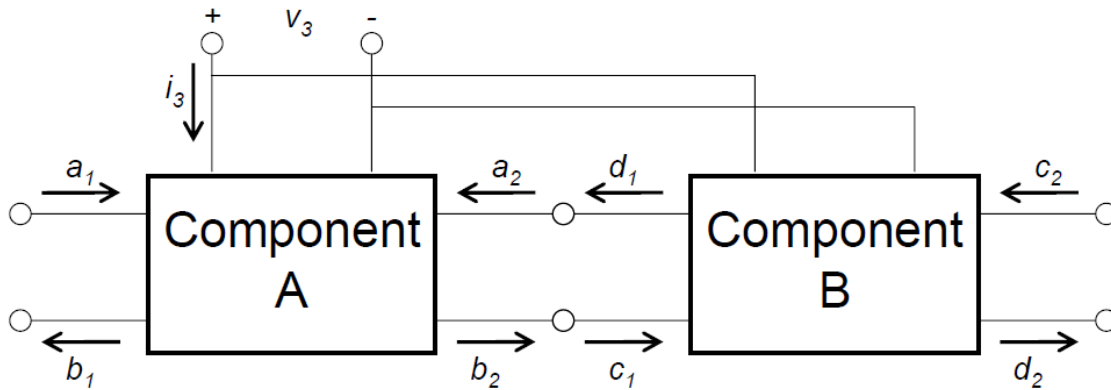 + v3 -
i3
a1 a2 d1 c2
Component A
Component B
b1 b2 c1 d2